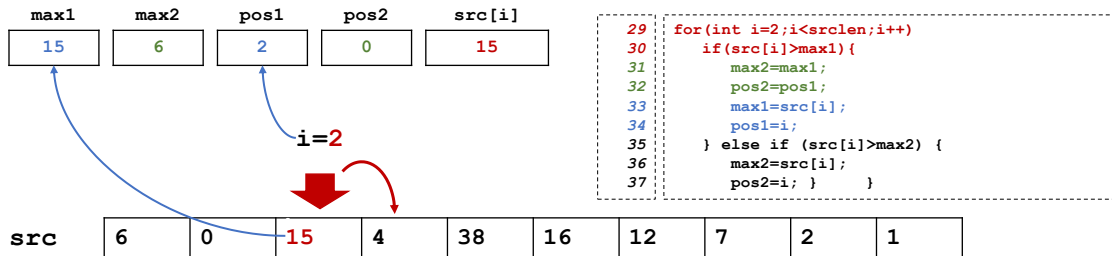 max1 max2 pos1 pos2 src[i]
15 6 2 0 15
i=2
src 6 0 15 4 38 16 12 7 2 1
29 for(int i=2;i<srclen;i++)
30 if(src[i]>max1){
31 max2=max1;
32 pos2=pos1;
33 max1=src[i];
34 pos1=i;
35 } else if (src[i]>max2) {
36 max2=src[i];
37 pos2=i; } }